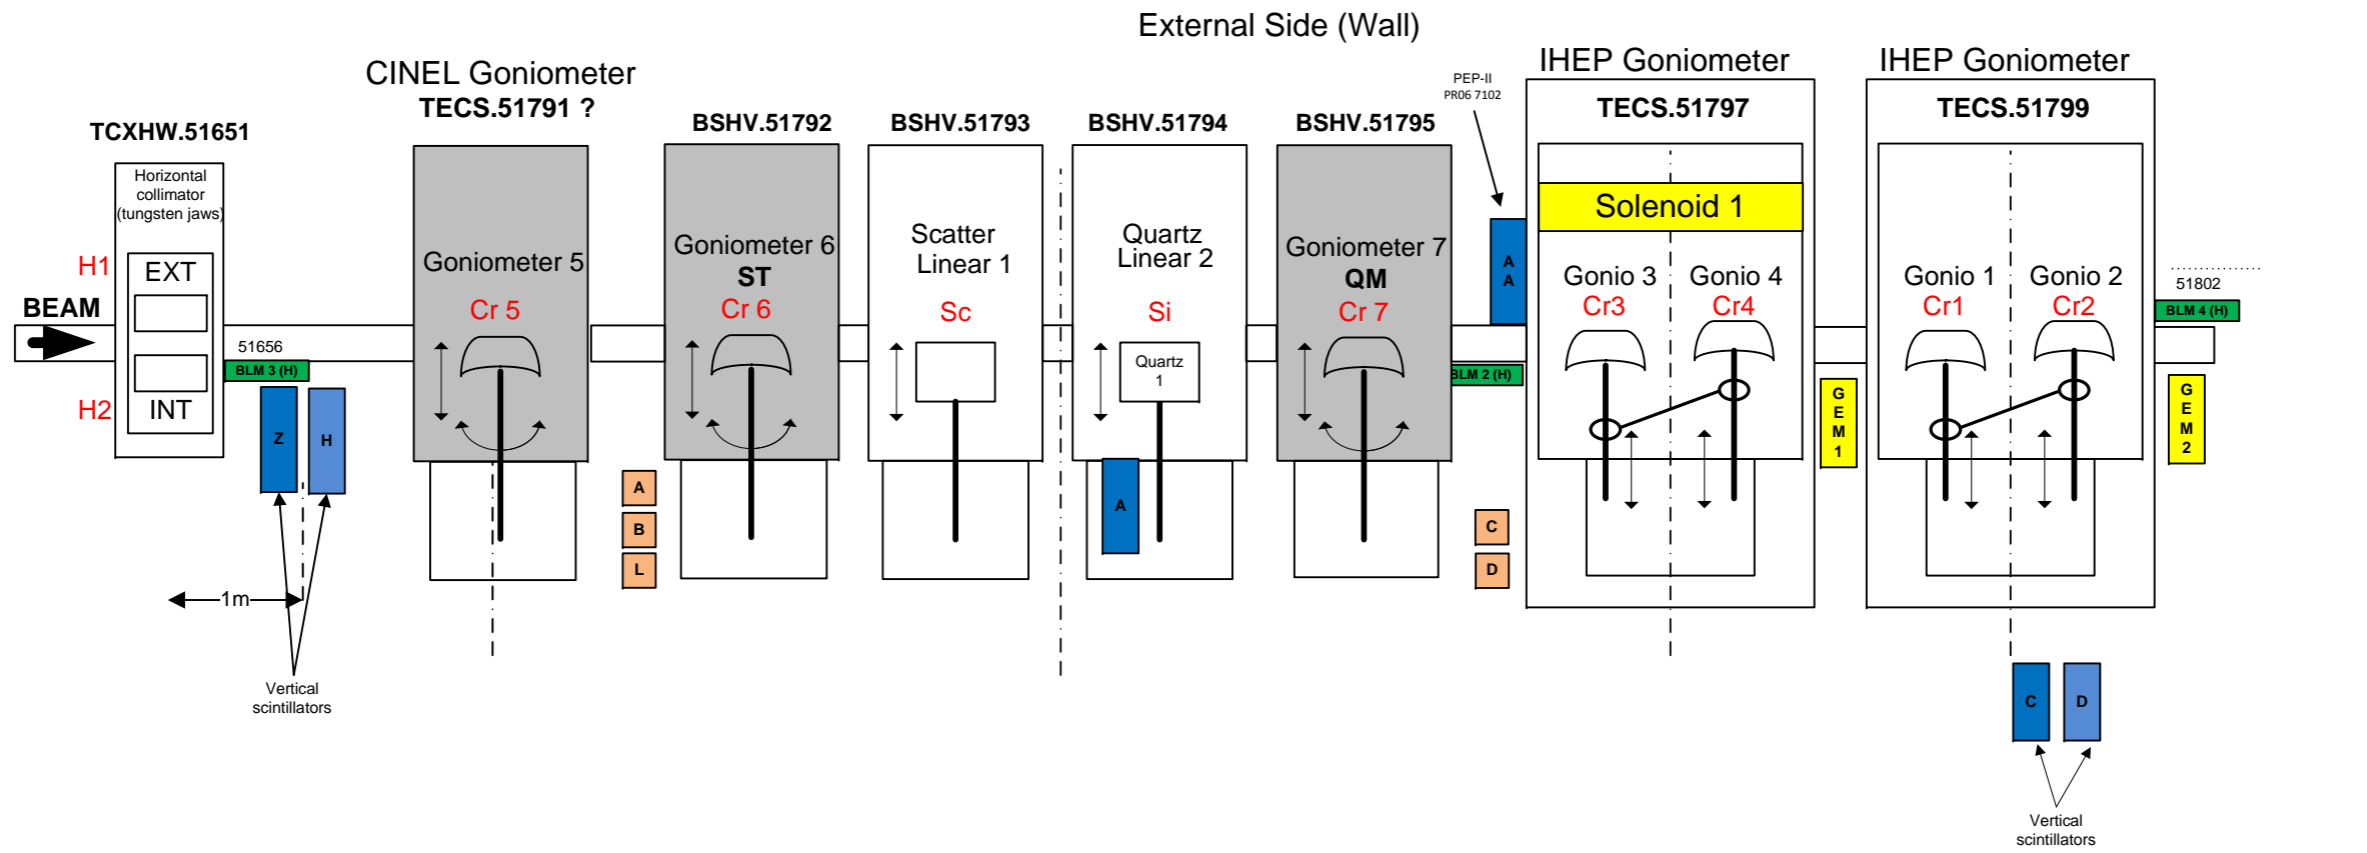 External Side (Wall)
CINEL Goniometer
TECS.51791 ?
TCXHW.51651
BSHV.51792
BSHV.51793
BSHV.51794
BSHV.51795
PEP-II
PR06 7102
IHEP Goniometer
TECS.51797
IHEP Goniometer
TECS.51799
Horizontal
collimator
(tungsten jaws)
H1
EXT
BEAM
INT
H2
51656
BLM 3 (H)
Z
H
1m
Vertical
scintillators
Goniometer 5
Cr 5
A
B
L
Goniometer 6
ST
Cr 6
Scatter
Linear 1
Sc
Quartz
Linear 2
Si
Quartz
1
A
Goniometer 7
QM
Cr 7
A
A
BLM 2 (H)
C
D
Solenoid 1
Gonio 3
Cr3
Gonio 4
Cr4
G
E
M
1
Gonio 1
Cr1
Gonio 2
Cr2
51802
BLM 4 (H)
G
E
M
2
C
D
Vertical
scintillators